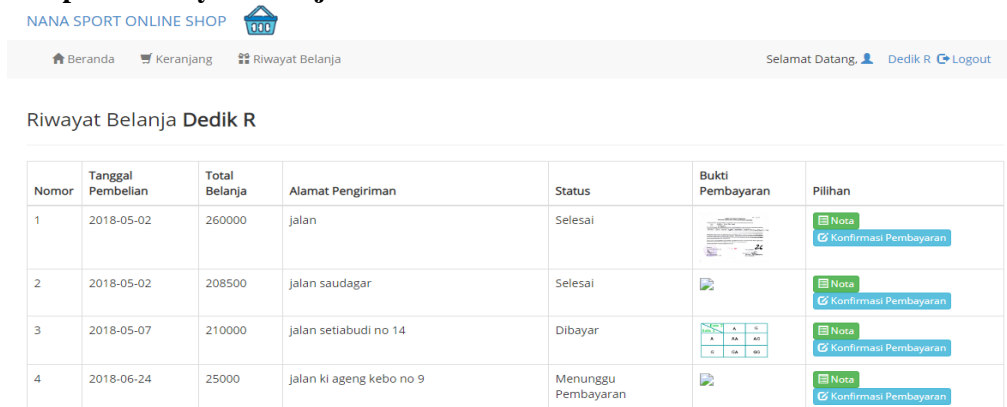 NANA SPORT ONLINE SHOP
Beranda Keranjang Riwayat Belanja Selamat Datang, Dedik R Logout
Riwayat Belanja Dedik R
Nomor Tanggal Pembelian Total Belanja Alamat Pengiriman Status Bukti Pembayaran Pilihan
1 2018-05-02 260000 jalan Selesai Nota
Konfirmasi Pembayaran
2 2018-05-02 208500 jalan saudagar Selesai Nota
Konfirmasi Pembayaran
3 2018-05-07 210000 jalan setiabudi no 14 Dibayar A G Nota
A AA AG Konfirmasi Pembayaran
G GA GG
4 2018-06-24 25000 jalan ki ageng kebo no 9 Menunggu Pembayaran Nota
Konfirmasi Pembayaran